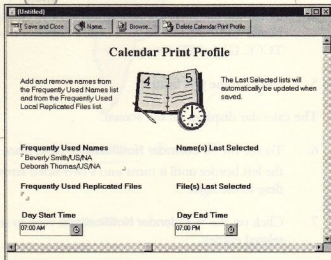 (Untitled)
Save and Close
Name...
Browse...
Delete Calendar Print Profile
Calendar Print Profile
Add and remove names from
the Frequently Used Names list
and from the Frequently Used
Local Replicated Files list.
4
5
The Last Selected lists will
automatically be updated when
saved.
Frequently Used Names
Name(s) Last Selected
Beverly Smith/US/NA
Deborah Thomas/US/NA
Frequently Used Replicated Files
File(s) Last Selected
Day Start Time
Day End Time
07:00 AM
07:00 PM